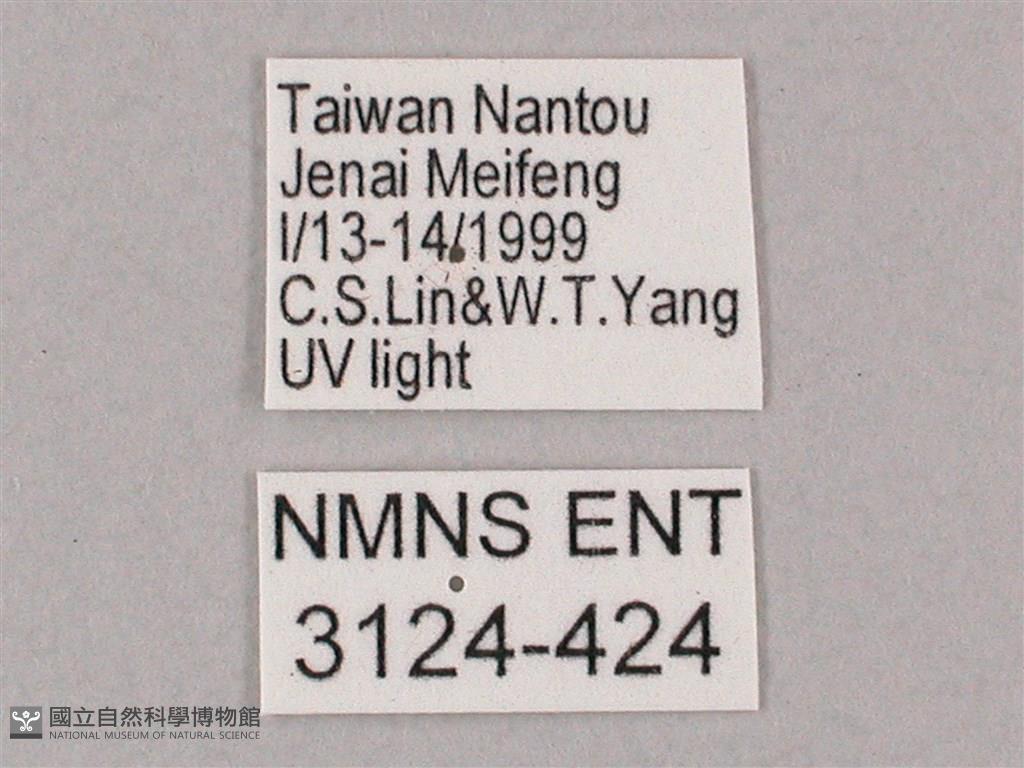 Taiwan Nantou
Jenai Meifeng
I/13-14/1999
C.S.Lin&W.T.Yang
UV light
NMNS ENT
3124-424
國立自然科學博物館
NATIONAL MUSEUM OF NATURAL SCIENCE